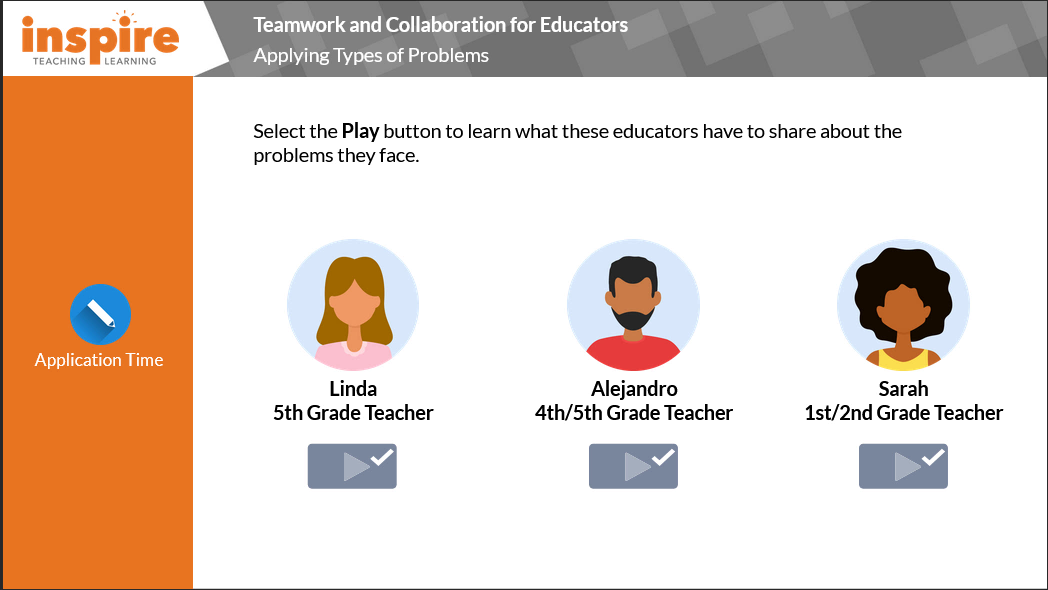 inspire
TEACHING LEARNING
Teamwork and Collaboration for Educators
Applying Types of Problems
Select the Play button to learn what these educators have to share about the
problems they face.
Application Time
Linda
5th Grade Teacher
Alejandro
4th/5th Grade Teacher
Sarah
1st/2nd Grade Teacher